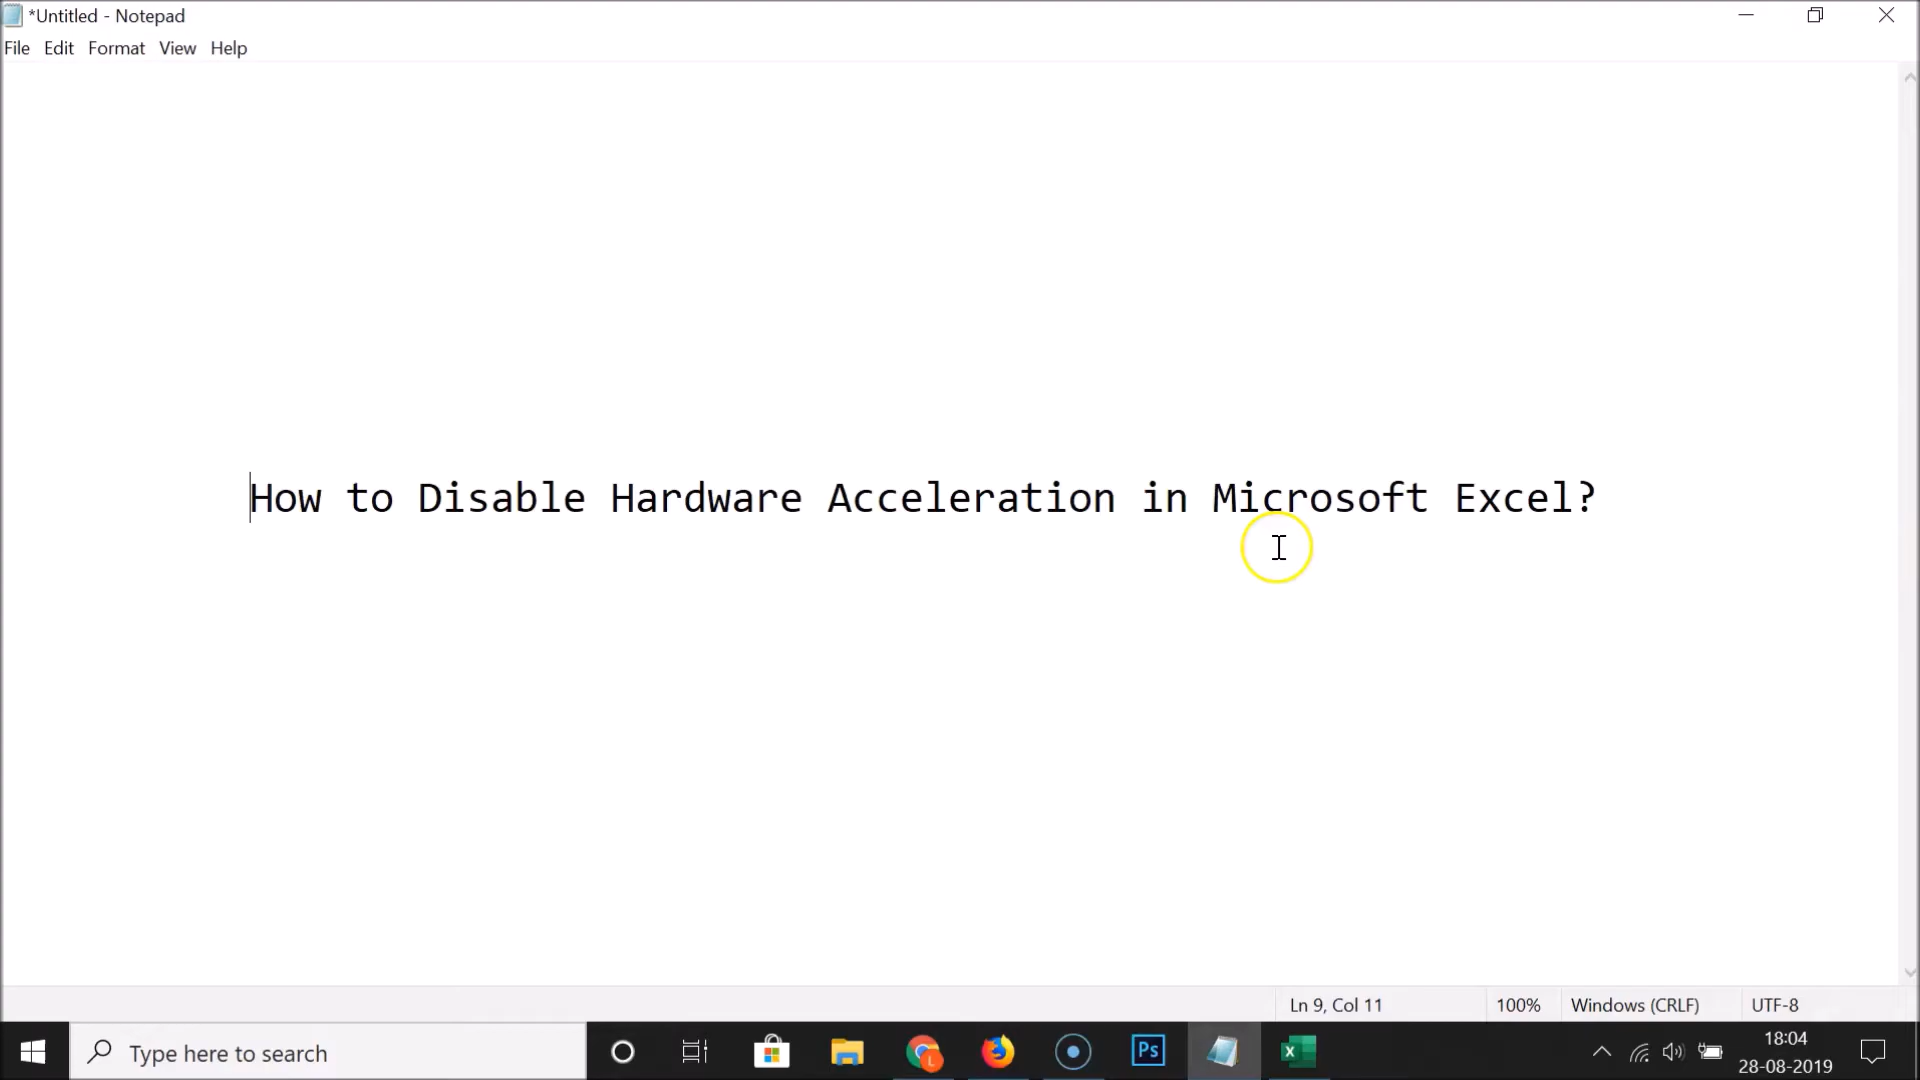 *Untitled - Notepad
File Edit Format View Help
How to Disable Hardware Acceleration in Microsoft Excel?
Ln 9, Col 11 100% Windows (CRLF) UTF-8
Type here to search
L
Ps
X
18:04
28-08-2019